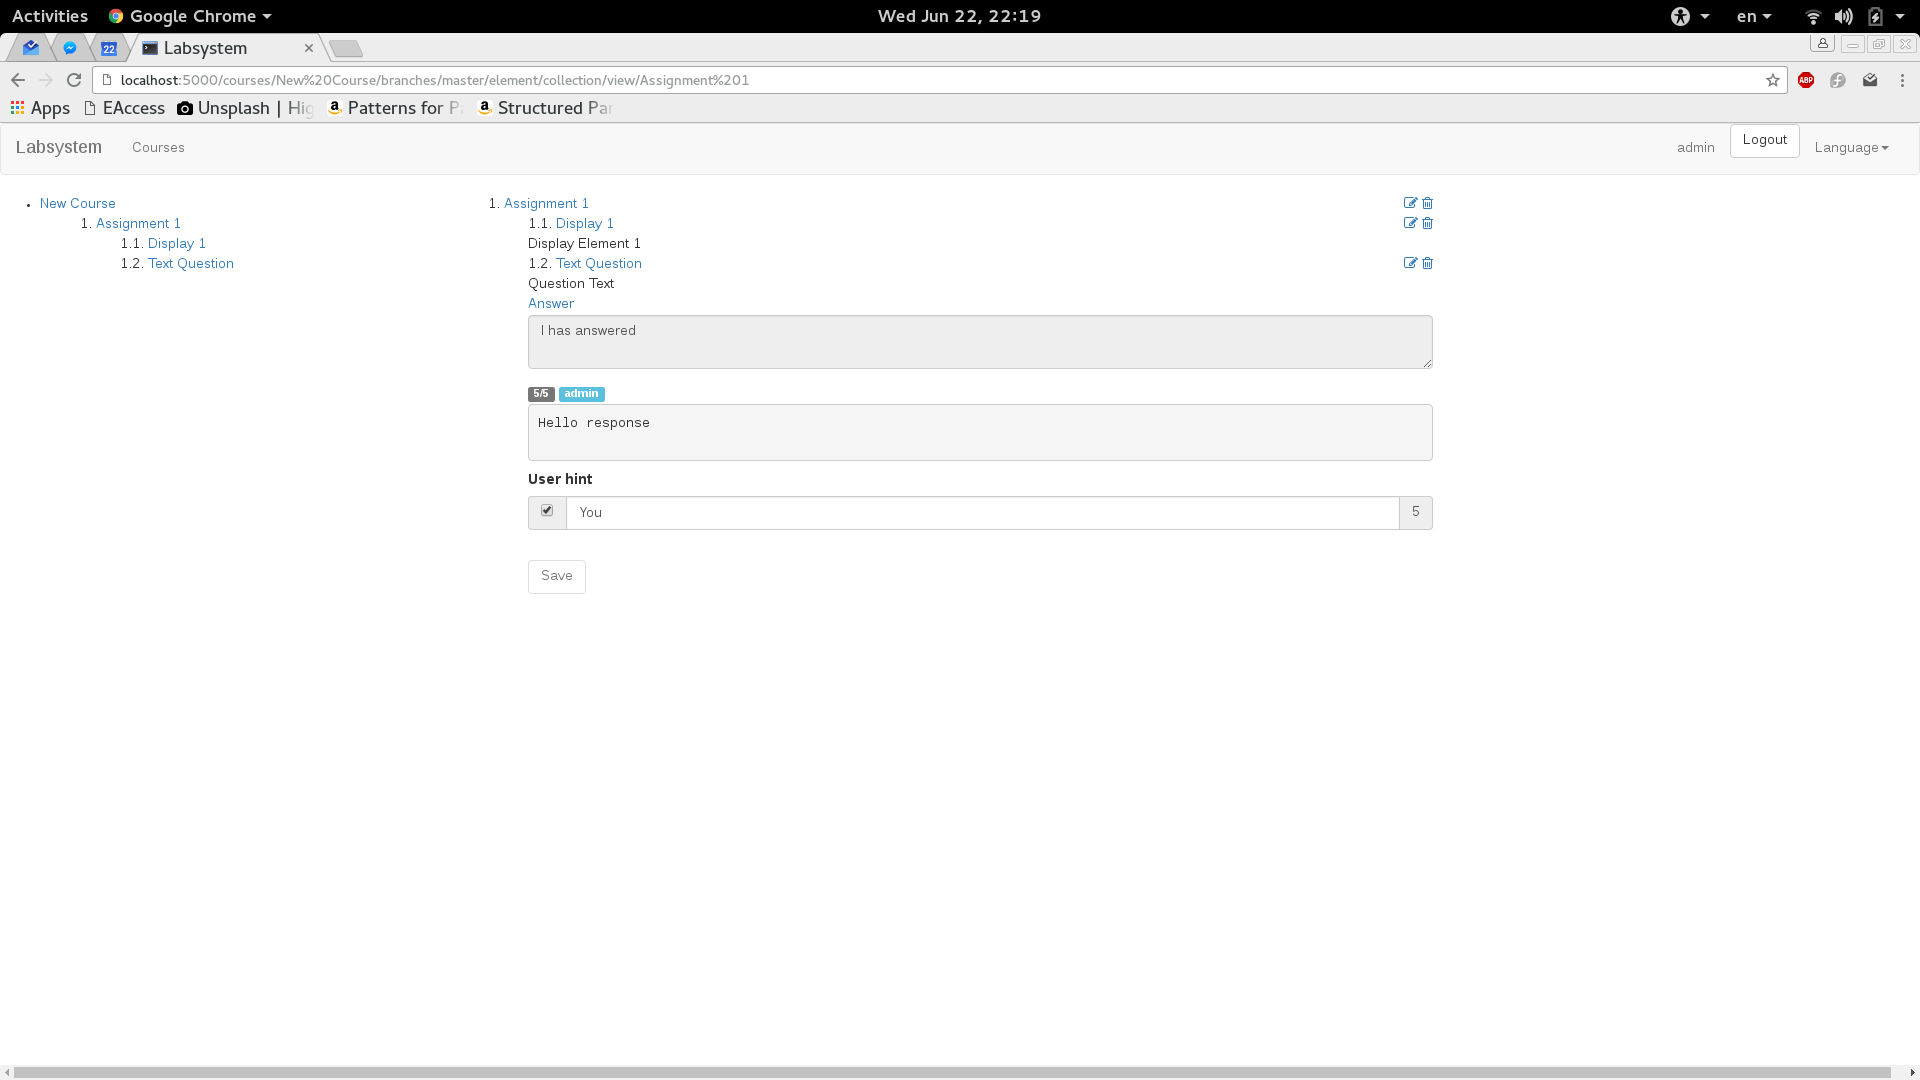 Activities Google Chrome Wed Jun 22, 22:19 en
22 Labsystem
localhost:5000/courses/New%20Course/branches/master/element/collection/view/Assignment%201 ABP
Apps EAccess Unsplash | Hig Patterns for P Structured Par
Labsystem Courses admin Logout Language
New Course
1. Assignment 1
1.1. Display 1
1.2. Text Question
1. Assignment 1
1.1. Display 1
Display Element 1
1.2. Text Question
Question Text
Answer
I has answered
5/5 admin
Hello response
User hint
You 5
Save